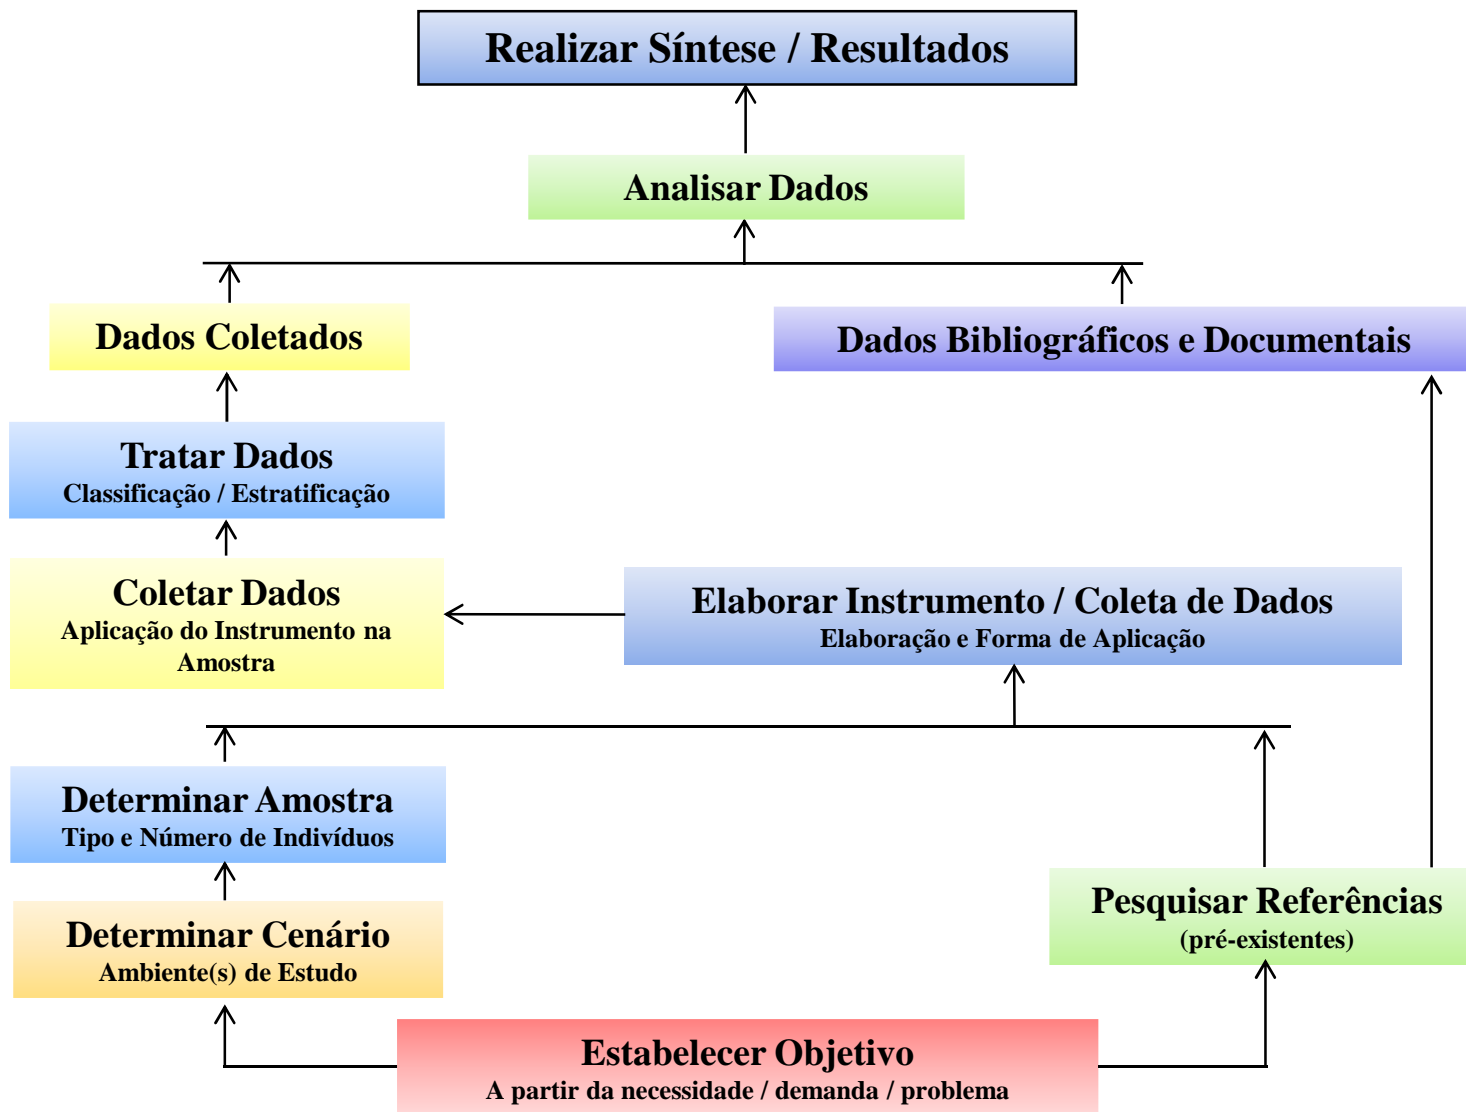 Realizar Síntese / Resultados
Analisar Dados
Dados Coletados
Dados Bibliográficos e Documentais
Tratar Dados
Classificação / Estratificação
Coletar Dados
Aplicação do Instrumento na
Amostra
Elaborar Instrumento / Coleta de Dados
Elaboração e Forma de Aplicação
Determinar Amostra
Tipo e Número de Indivíduos
Pesquisar Referências
(pré-existentes)
Determinar Cenário
Ambiente(s) de Estudo
Estabelecer Objetivo
A partir da necessidade / demanda / problema